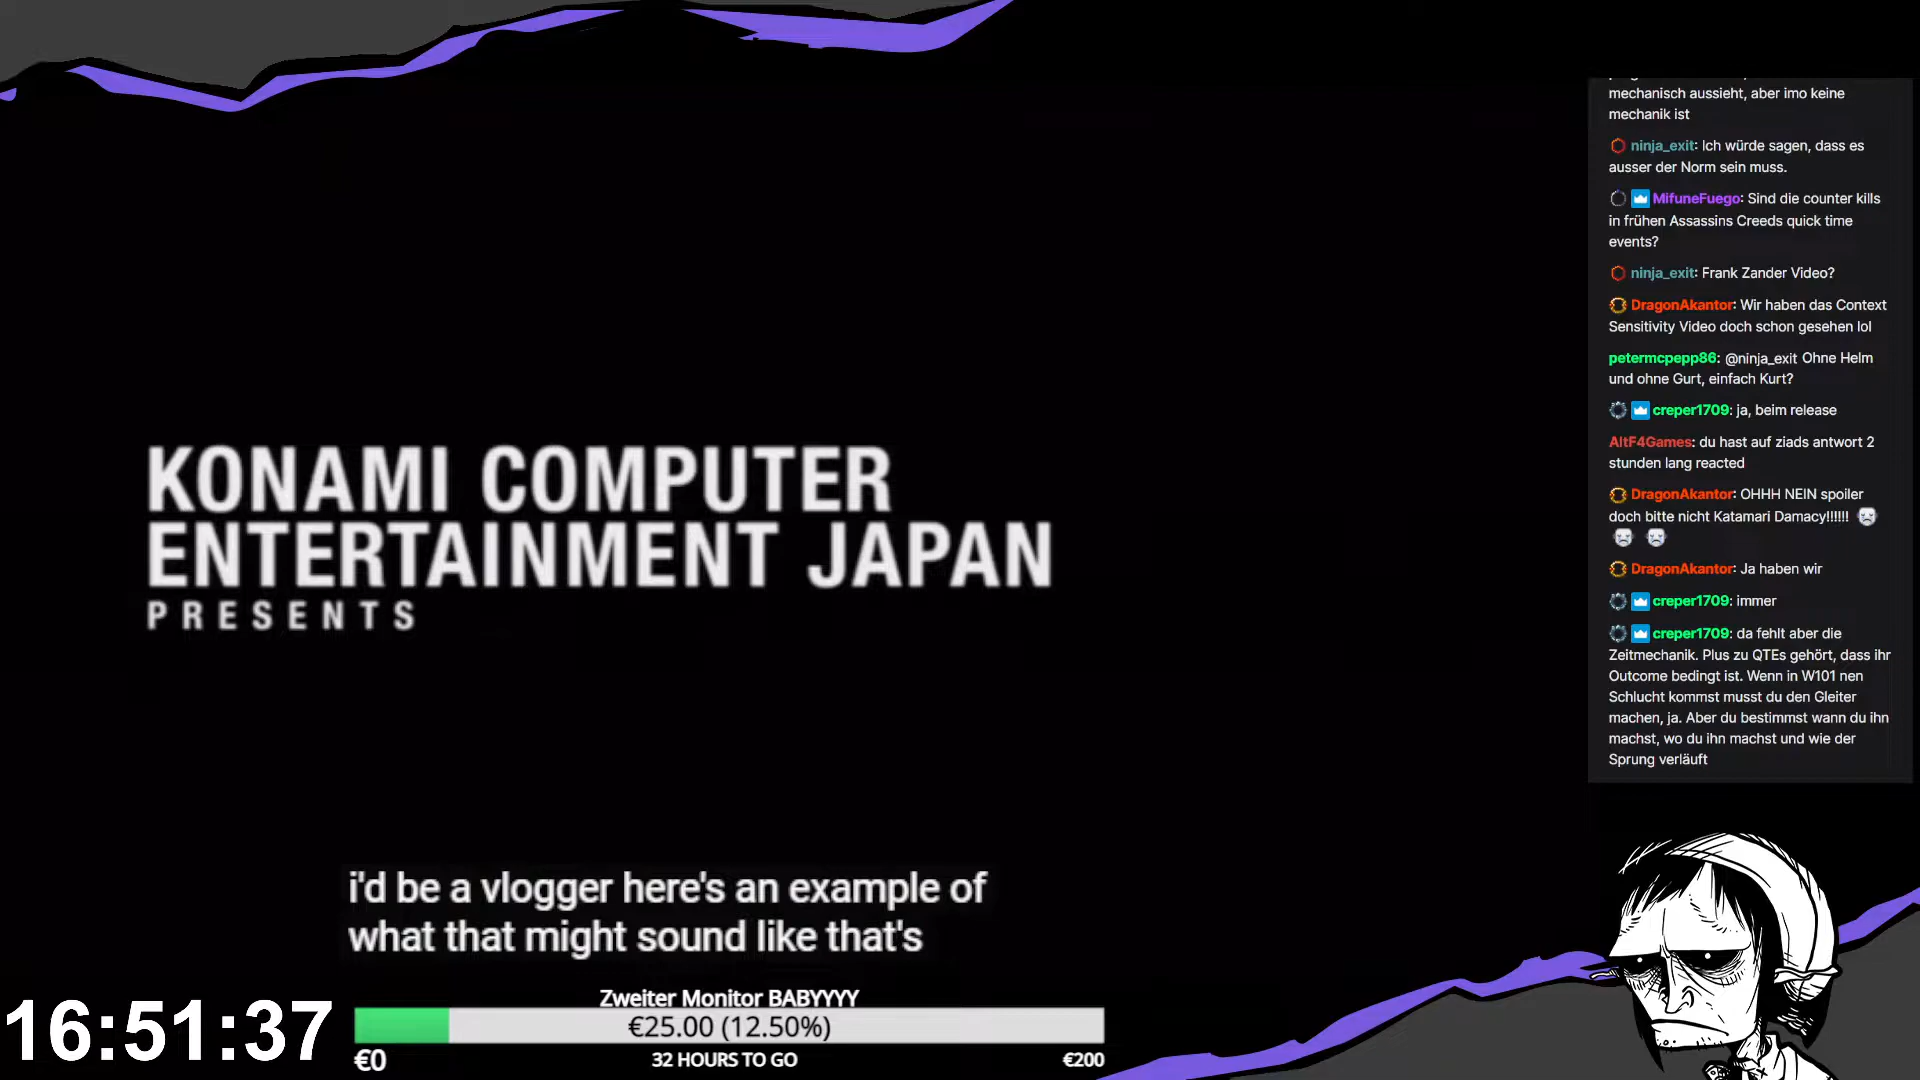 mechanisch aussieht, aber imo keine
mechanik ist
ninja_exit: Ich würde sagen, dass es
ausser der Norm sein muss.
MifuneFuego: Sind die counter kills
in frühen Assassins Creeds quick time
events?
ninja_exit: Frank Zander Video?
DragonAkantor: Wir haben das Context
Sensitivity Video doch schon gesehen lol
petermcpepp86: @ninja_exit Ohne Helm
und ohne Gurt, einfach Kurt?
creper1709: ja, beim release
AltF4Games: du hast auf ziads antwort 2
stunden lang reacted
DragonAkantor: OHHH NEIN spoiler
doch bitte nicht Katamari Damacy!!!!!!
DragonAkantor: Ja haben wir
creper1709: immer
creper1709: da fehlt aber die
Zeitmechanik. Plus zu QTEs gehört, dass ihr
Outcome bedingt ist. Wenn in W101 nen
Schlucht kommst musst du den Gleiter
machen, ja. Aber du bestimmst wann du ihn
machst, wo du ihn machst und wie der
Sprung verläuft
KONAMI COMPUTER
ENTERTAINMENT JAPAN
PRESENTS
i'd be a vlogger here's an example of
what that might sound like that's
Zweiter Monitor BABYYYY
€25.00 (12.50%)
€0
32 HOURS TO GO
€200
16:51:37